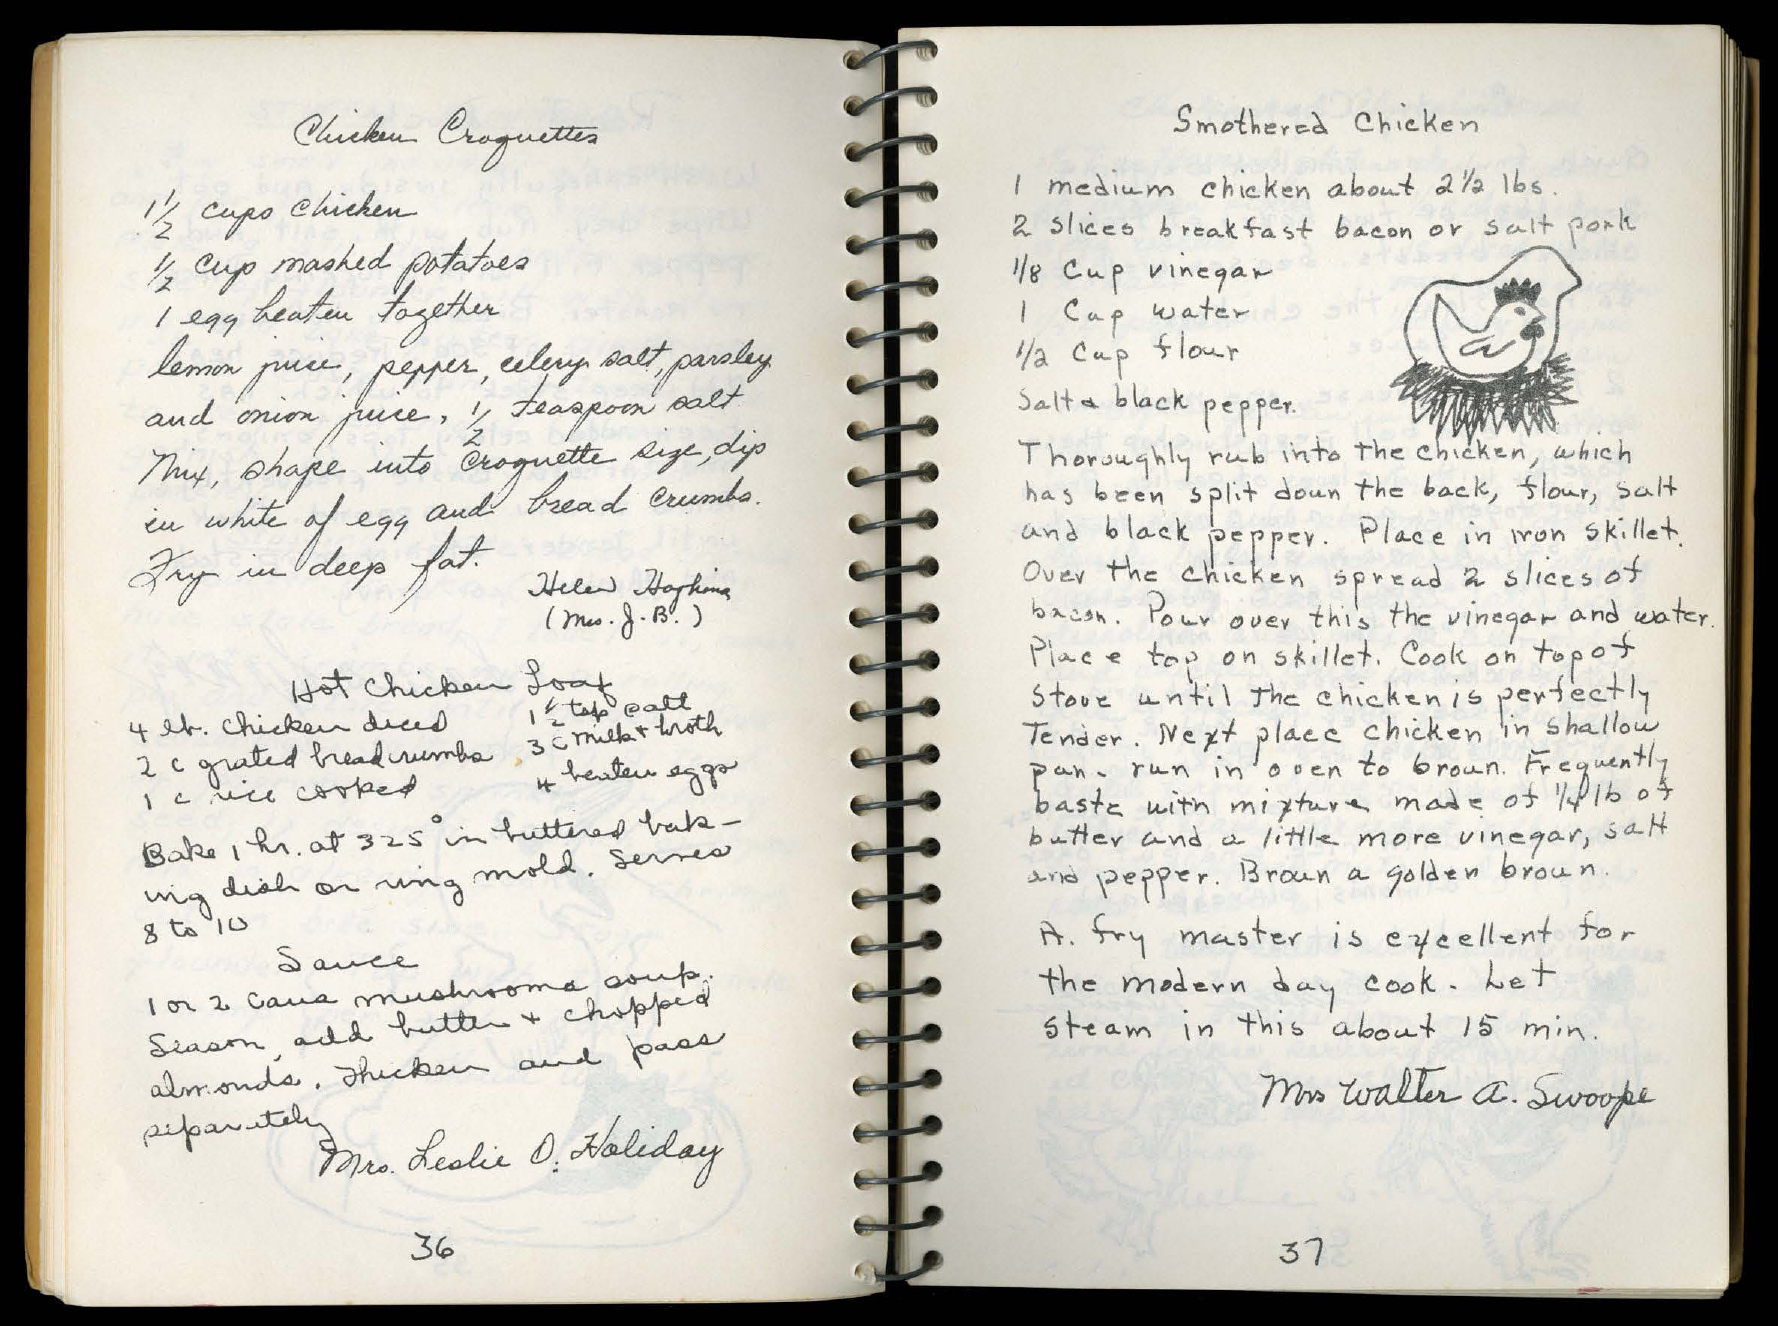 Chicken Croquettes
1 1/2 cups chicken
1/2 cup mashed potatoes
1 egg beaten together
lemon juice, pepper, celery salt, parsley
and onion juice, 1/2 teaspoon salt
Mix, shape into croquette size, dip
in white of egg and bread crumbs.
Fry in deep fat.
Helen Hopkins
(Mrs. J. B.)
Hot Chicken Loaf
4 lb. chicken diced
2 c grated breadcrumbs
1 c rice cooked
1 1/2 tsp salt
3 c milk + broth
4 beaten eggs
Bake 1 hr. at 325° in buttered bak-
ing dish or ring mold. Serves
8 to 10
Sauce
1 or 2 cans mushrooms soup.
Season, add butter + chopped
almonds. Thicken and pass
separately
Mrs. Leslie O. Holiday
36
Smothered Chicken
1 medium chicken about 2 1/2 lbs.
2 slices breakfast bacon or salt pork
1/8 Cup vinegar
1 Cup water
1/2 Cup flour
Salt & black pepper.
Thoroughly rub into the chicken, which
has been split down the back, flour, salt
and black pepper. Place in iron skillet.
Over the chicken spread 2 slices of
bacon. Pour over this the vinegar and water.
Place top on skillet. Cook on top of
Stove until the chicken is perfectly
Tender. Next place chicken in shallow
pan. run in oven to brown. Frequently
baste with mixture made of 1/4 lb of
butter and a little more vinegar, salt
and pepper. Brown a golden brown.
A. fry master is excellent for
the modern day cook. Let
steam in this about 15 min.
Mrs Walter A. Swoope
37